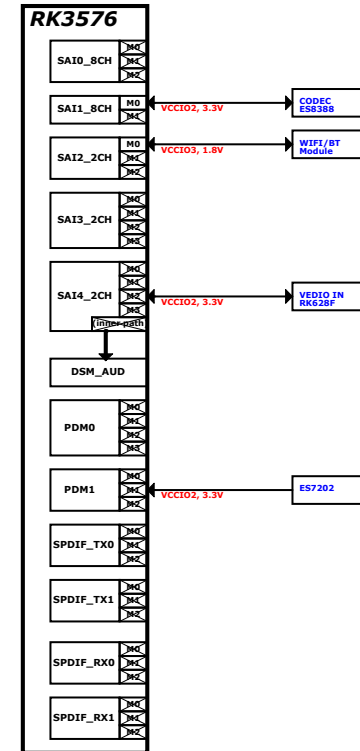 RK3576
SAI0_8CH
M0
M1
M2
SAI1_8CH
M0
M1
VCCIO2, 3.3V
CODEC
ES8388
SAI2_2CH
M0
M1
M2
VCCIO3, 1.8V
WIFI/BT
Module
SAI3_2CH
M0
M1
M2
M3
SAI4_2CH
M0
M1
M2
M3
(inner-path
VCCIO2, 3.3V
VEDIO IN
RK628F
DSM_AUD
PDM0
M0
M1
M2
M3
PDM1
M0
M1
M2
VCCIO2, 3.3V
ES7202
SPDIF_TX0
M0
M1
M2
SPDIF_TX1
M0
M1
M2
SPDIF_RX0
M0
M1
M2
SPDIF_RX1
M0
M1
M2